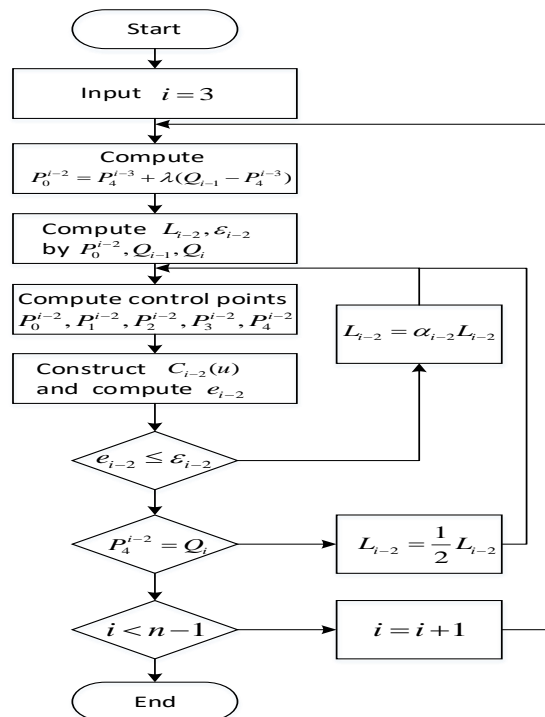 Start
Input i = 3
Compute
P_0^{i-2} = P_4^{i-3} + λ(Q_{i-1} − P_4^{i-3})
Compute L_{i-2}, ε_{i-2}
by P_0^{i-2}, Q_{i-1}, Q_i
Compute control points
P_0^{i-2}, P_1^{i-2}, P_2^{i-2}, P_3^{i-2}, P_4^{i-2}
L_{i-2} = α_{i-2} L_{i-2}
Construct C_{i-2}(u)
and compute e_{i-2}
e_{i-2} ≤ ε_{i-2}
P_4^{i-2} = Q_i
L_{i-2} = \frac{1}{2} L_{i-2}
i < n − 1
i = i + 1
End